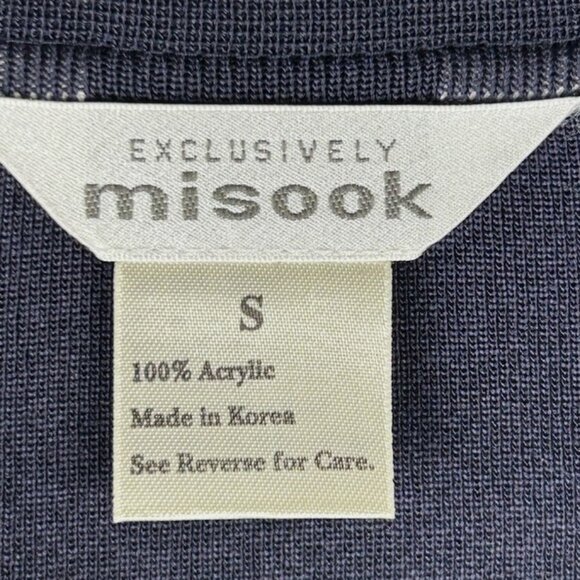 EXCLUSIVELY
misook
S
100% Acrylic
Made in Korea
See Reverse for Care.